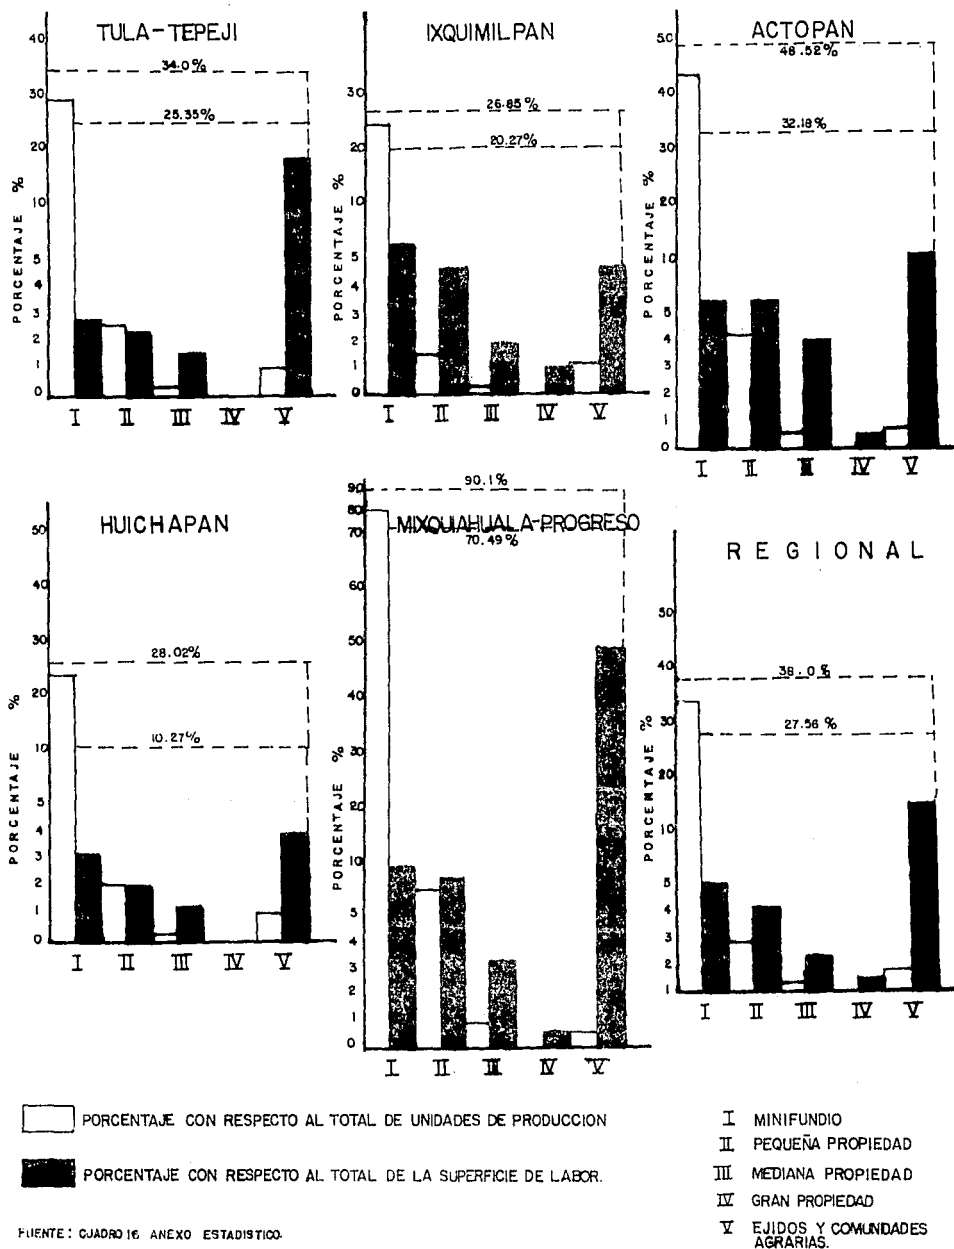 TULA-TEPEJI
40
30
20
10
5
4
3
2
1
0
PORCENTAJE %
34.0%
25.35%
I II III IV V
IXQUIMILPAN
30
20
10
5
4
3
2
1
0
PORCENTAJE %
26.85%
20.27%
I II III IV V
ACTOPAN
50
40
30
20
10
5
4
3
2
1
0
PORCENTAJE %
48.52%
32.18%
I II III IV V
HUICHAPAN
50
40
30
20
10
5
4
3
2
1
0
PORCENTAJE %
28.02%
10.27%
I II III IV V
MIXQUIAHUALA-PROGRESO
90
80
70
60
50
40
30
20
10
5
4
3
2
1
0
PORCENTAJE %
90.1%
70.49%
I II III IV V
REGIONAL
50
40
30
20
10
5
4
3
2
1
PORCENTAJE %
38.0%
27.56%
I II III IV V
PORCENTAJE CON RESPECTO AL TOTAL DE UNIDADES DE PRODUCCION
PORCENTAJE CON RESPECTO AL TOTAL DE LA SUPERFICIE DE LABOR.
FUENTE: CUADRO 16 ANEXO ESTADISTICO.
I MINIFUNDIO
II PEQUEÑA PROPIEDAD
III MEDIANA PROPIEDAD
IV GRAN PROPIEDAD
V EJIDOS Y COMUNIDADES
AGRARIAS.